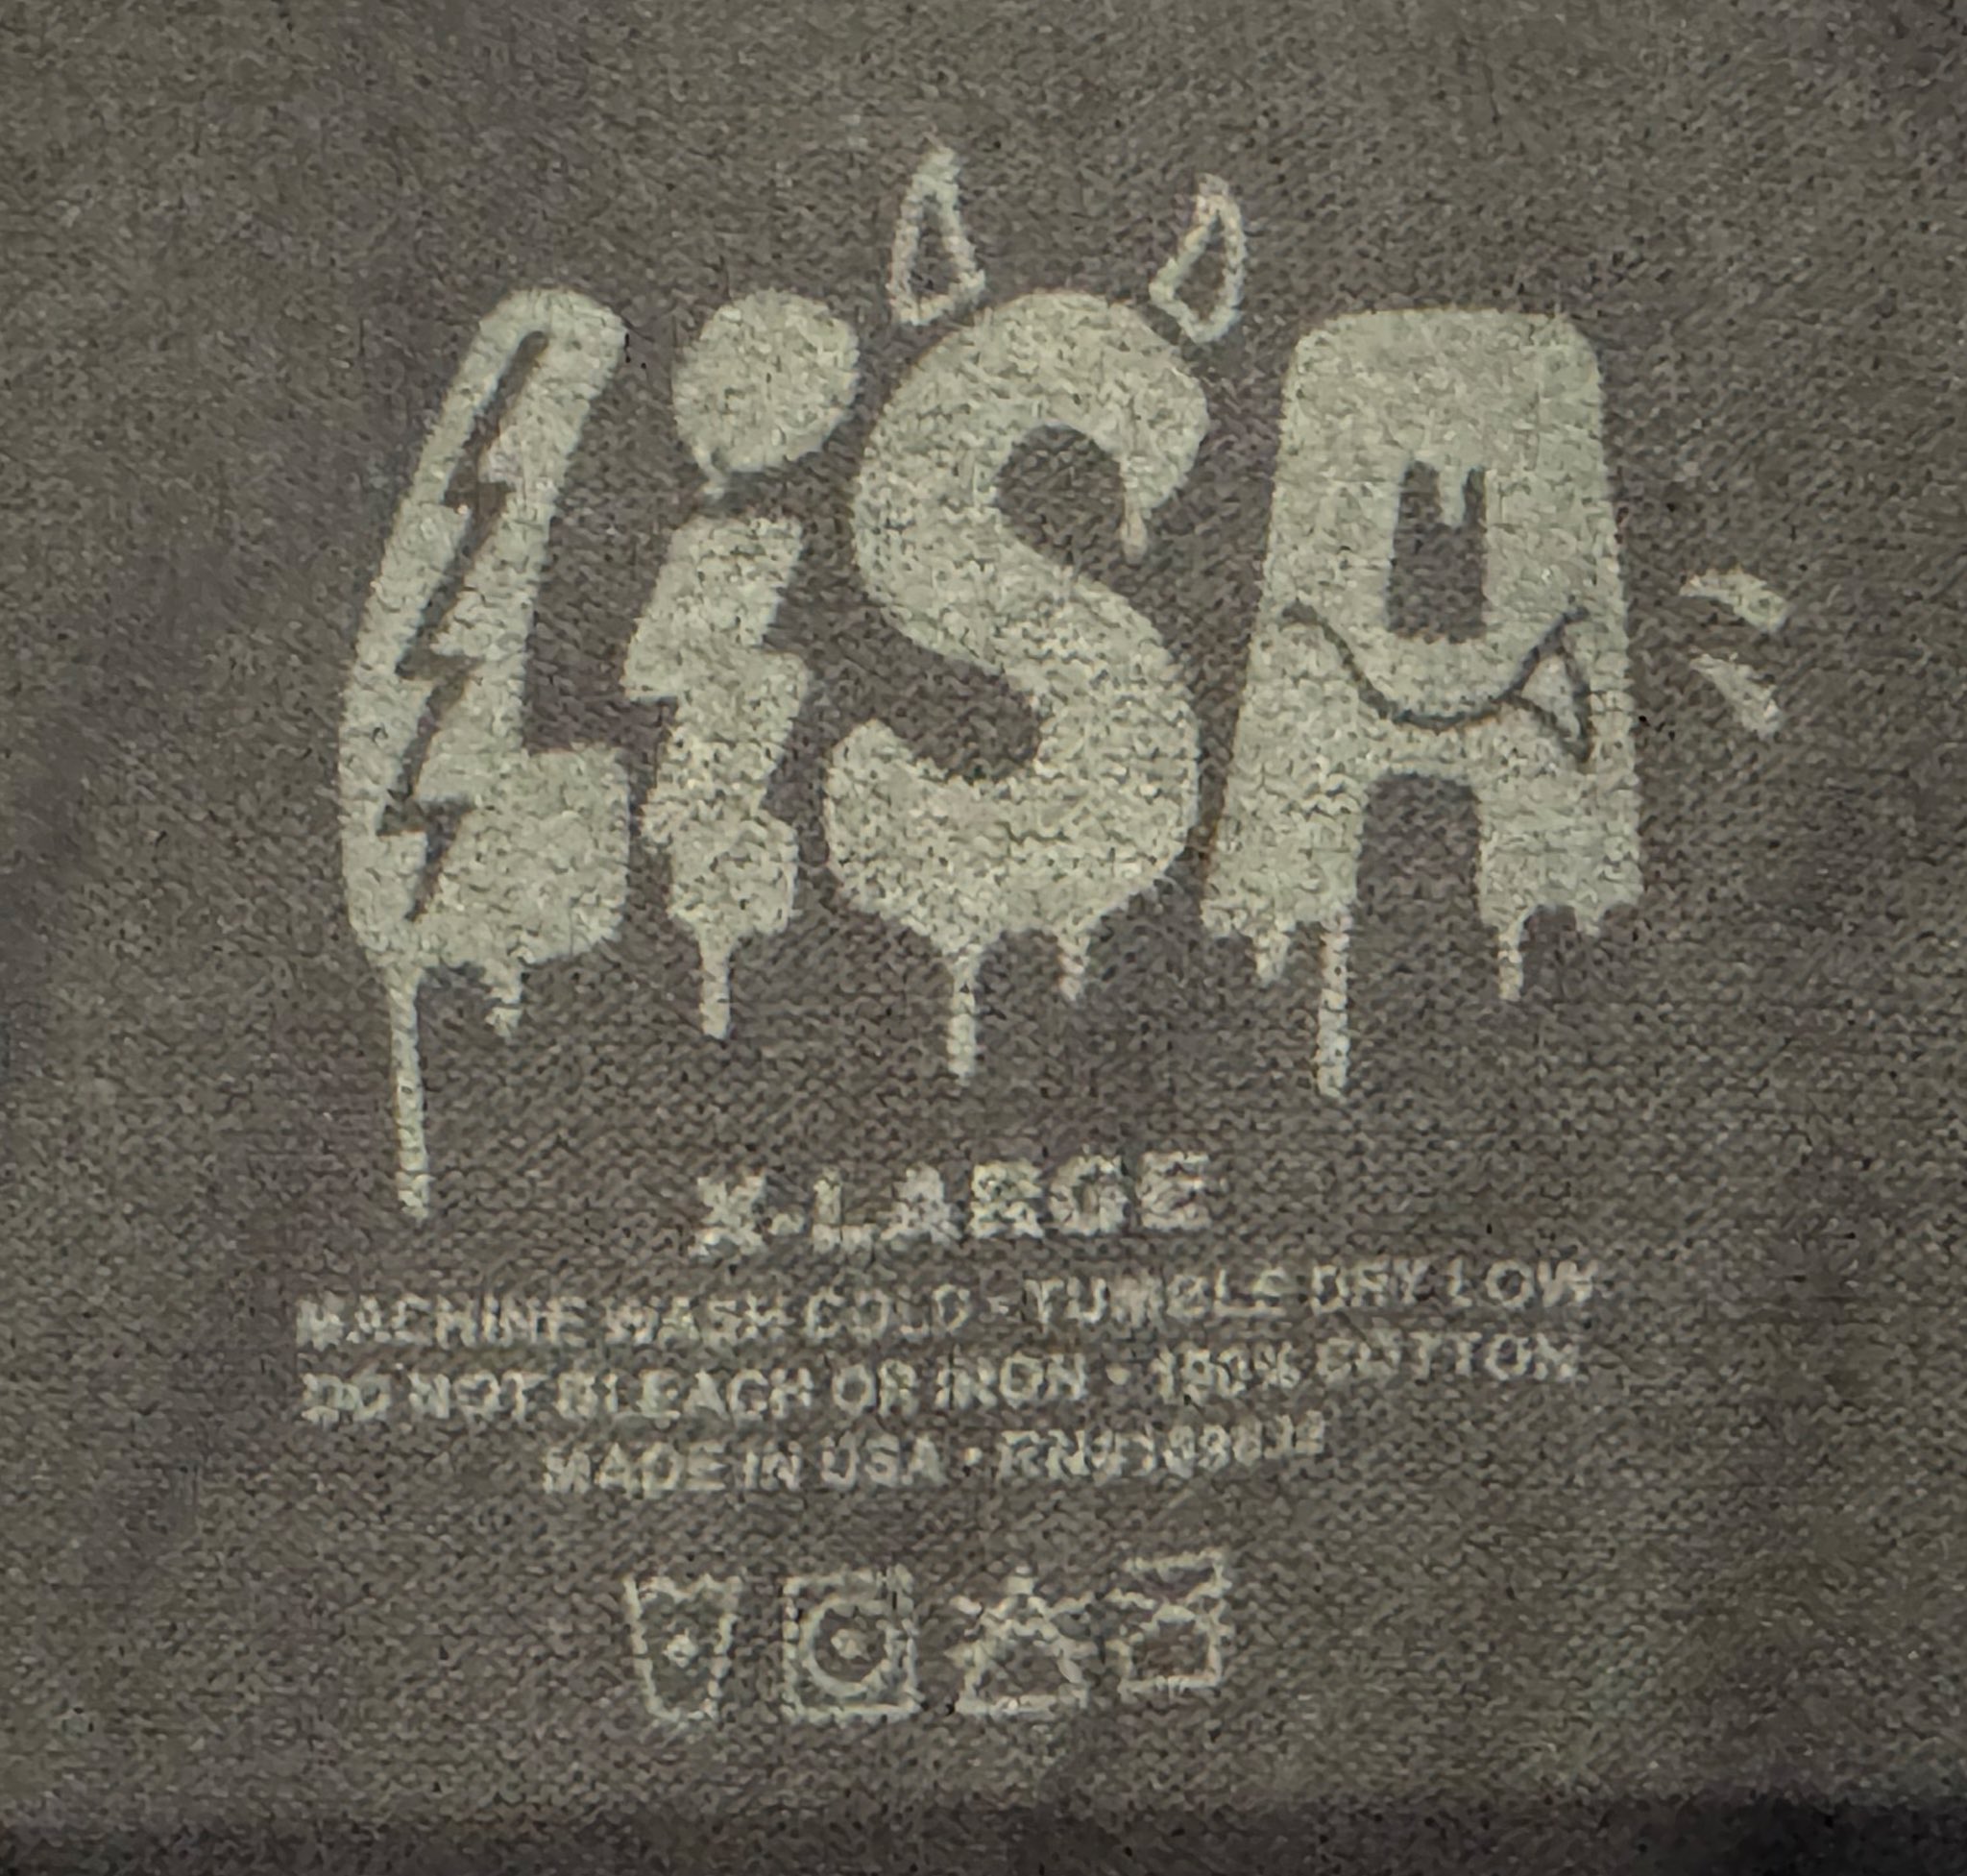 LiSA
X-LARGE
MACHINE WASH COLD - TUMBLE DRY LOW
DO NOT BLEACH OR IRON • 100% COTTON
MADE IN USA •